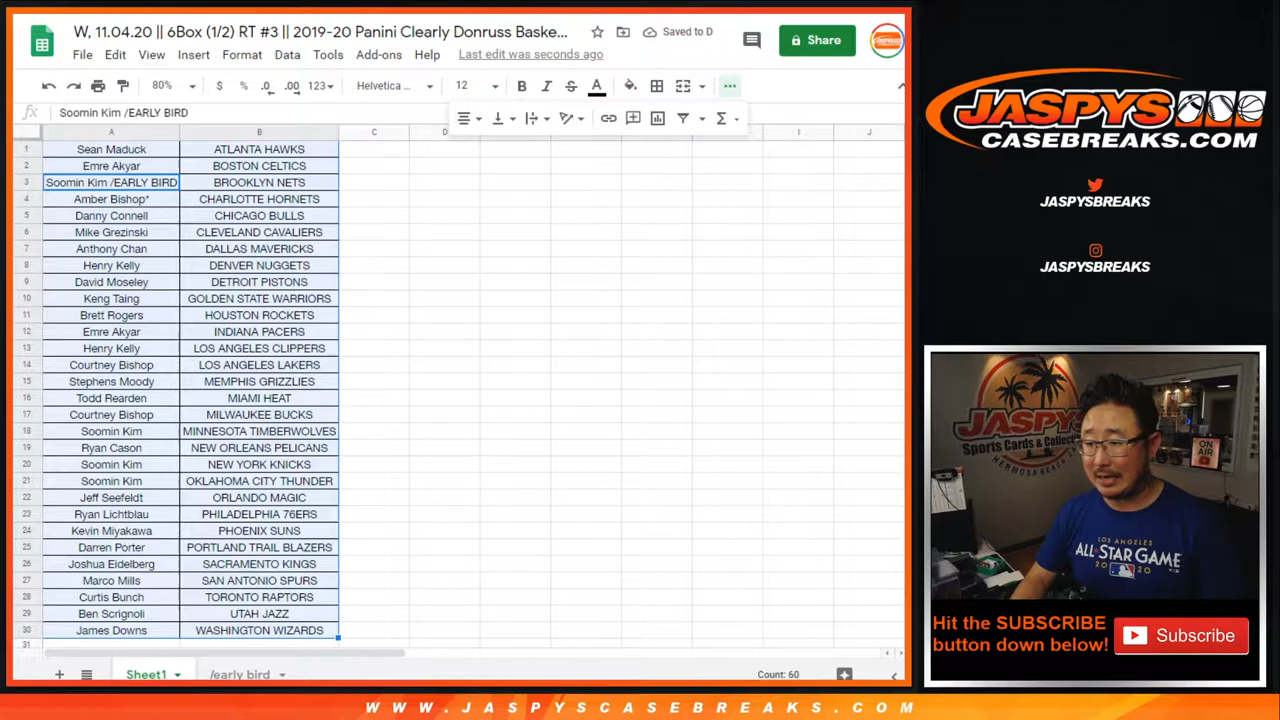 W, 11.04.20 || 6Box (1/2) RT #3 || 2019-20 Panini Clearly Donruss Baske...
Saved to D
Share
File Edit View Insert Format Data Tools Add-ons Help Last edit was seconds ago
80% $ % .0 .00 123 Helvetica ... 12 B I S A
fx Soomin Kim /EARLY BIRD
A B C I J
1 Sean Maduck ATLANTA HAWKS
2 Emre Akyar BOSTON CELTICS
3 Soomin Kim /EARLY BIRD BROOKLYN NETS
4 Amber Bishop* CHARLOTTE HORNETS
5 Danny Connell CHICAGO BULLS
6 Mike Grezinski CLEVELAND CAVALIERS
7 Anthony Chan DALLAS MAVERICKS
8 Henry Kelly DENVER NUGGETS
9 David Moseley DETROIT PISTONS
10 Keng Taing GOLDEN STATE WARRIORS
11 Brett Rogers HOUSTON ROCKETS
12 Emre Akyar INDIANA PACERS
13 Henry Kelly LOS ANGELES CLIPPERS
14 Courtney Bishop LOS ANGELES LAKERS
15 Stephens Moody MEMPHIS GRIZZLIES
16 Todd Rearden MIAMI HEAT
17 Courtney Bishop MILWAUKEE BUCKS
18 Soomin Kim MINNESOTA TIMBERWOLVES
19 Ryan Cason NEW ORLEANS PELICANS
20 Soomin Kim NEW YORK KNICKS
21 Soomin Kim OKLAHOMA CITY THUNDER
22 Jeff Seefeldt ORLANDO MAGIC
23 Ryan Lichtblau PHILADELPHIA 76ERS
24 Kevin Miyakawa PHOENIX SUNS
25 Darren Porter PORTLAND TRAIL BLAZERS
26 Joshua Eidelberg SACRAMENTO KINGS
27 Marco Mills SAN ANTONIO SPURS
28 Curtis Bunch TORONTO RAPTORS
29 Ben Scrignoli UTAH JAZZ
30 James Downs WASHINGTON WIZARDS
31
Sheet1 /early bird Count: 60
JASPYS
CASEBREAKS.COM
JASPYSBREAKS
JASPYSBREAKS
JASPYS
Sports Cards & Collect
HERMOSA BEACH
ON AIR
LOS ANGELES
ALL STAR GAME
2020
Hit the SUBSCRIBE
button down below!
Subscribe
WWW.JASPYSCASEBREAKS.COM